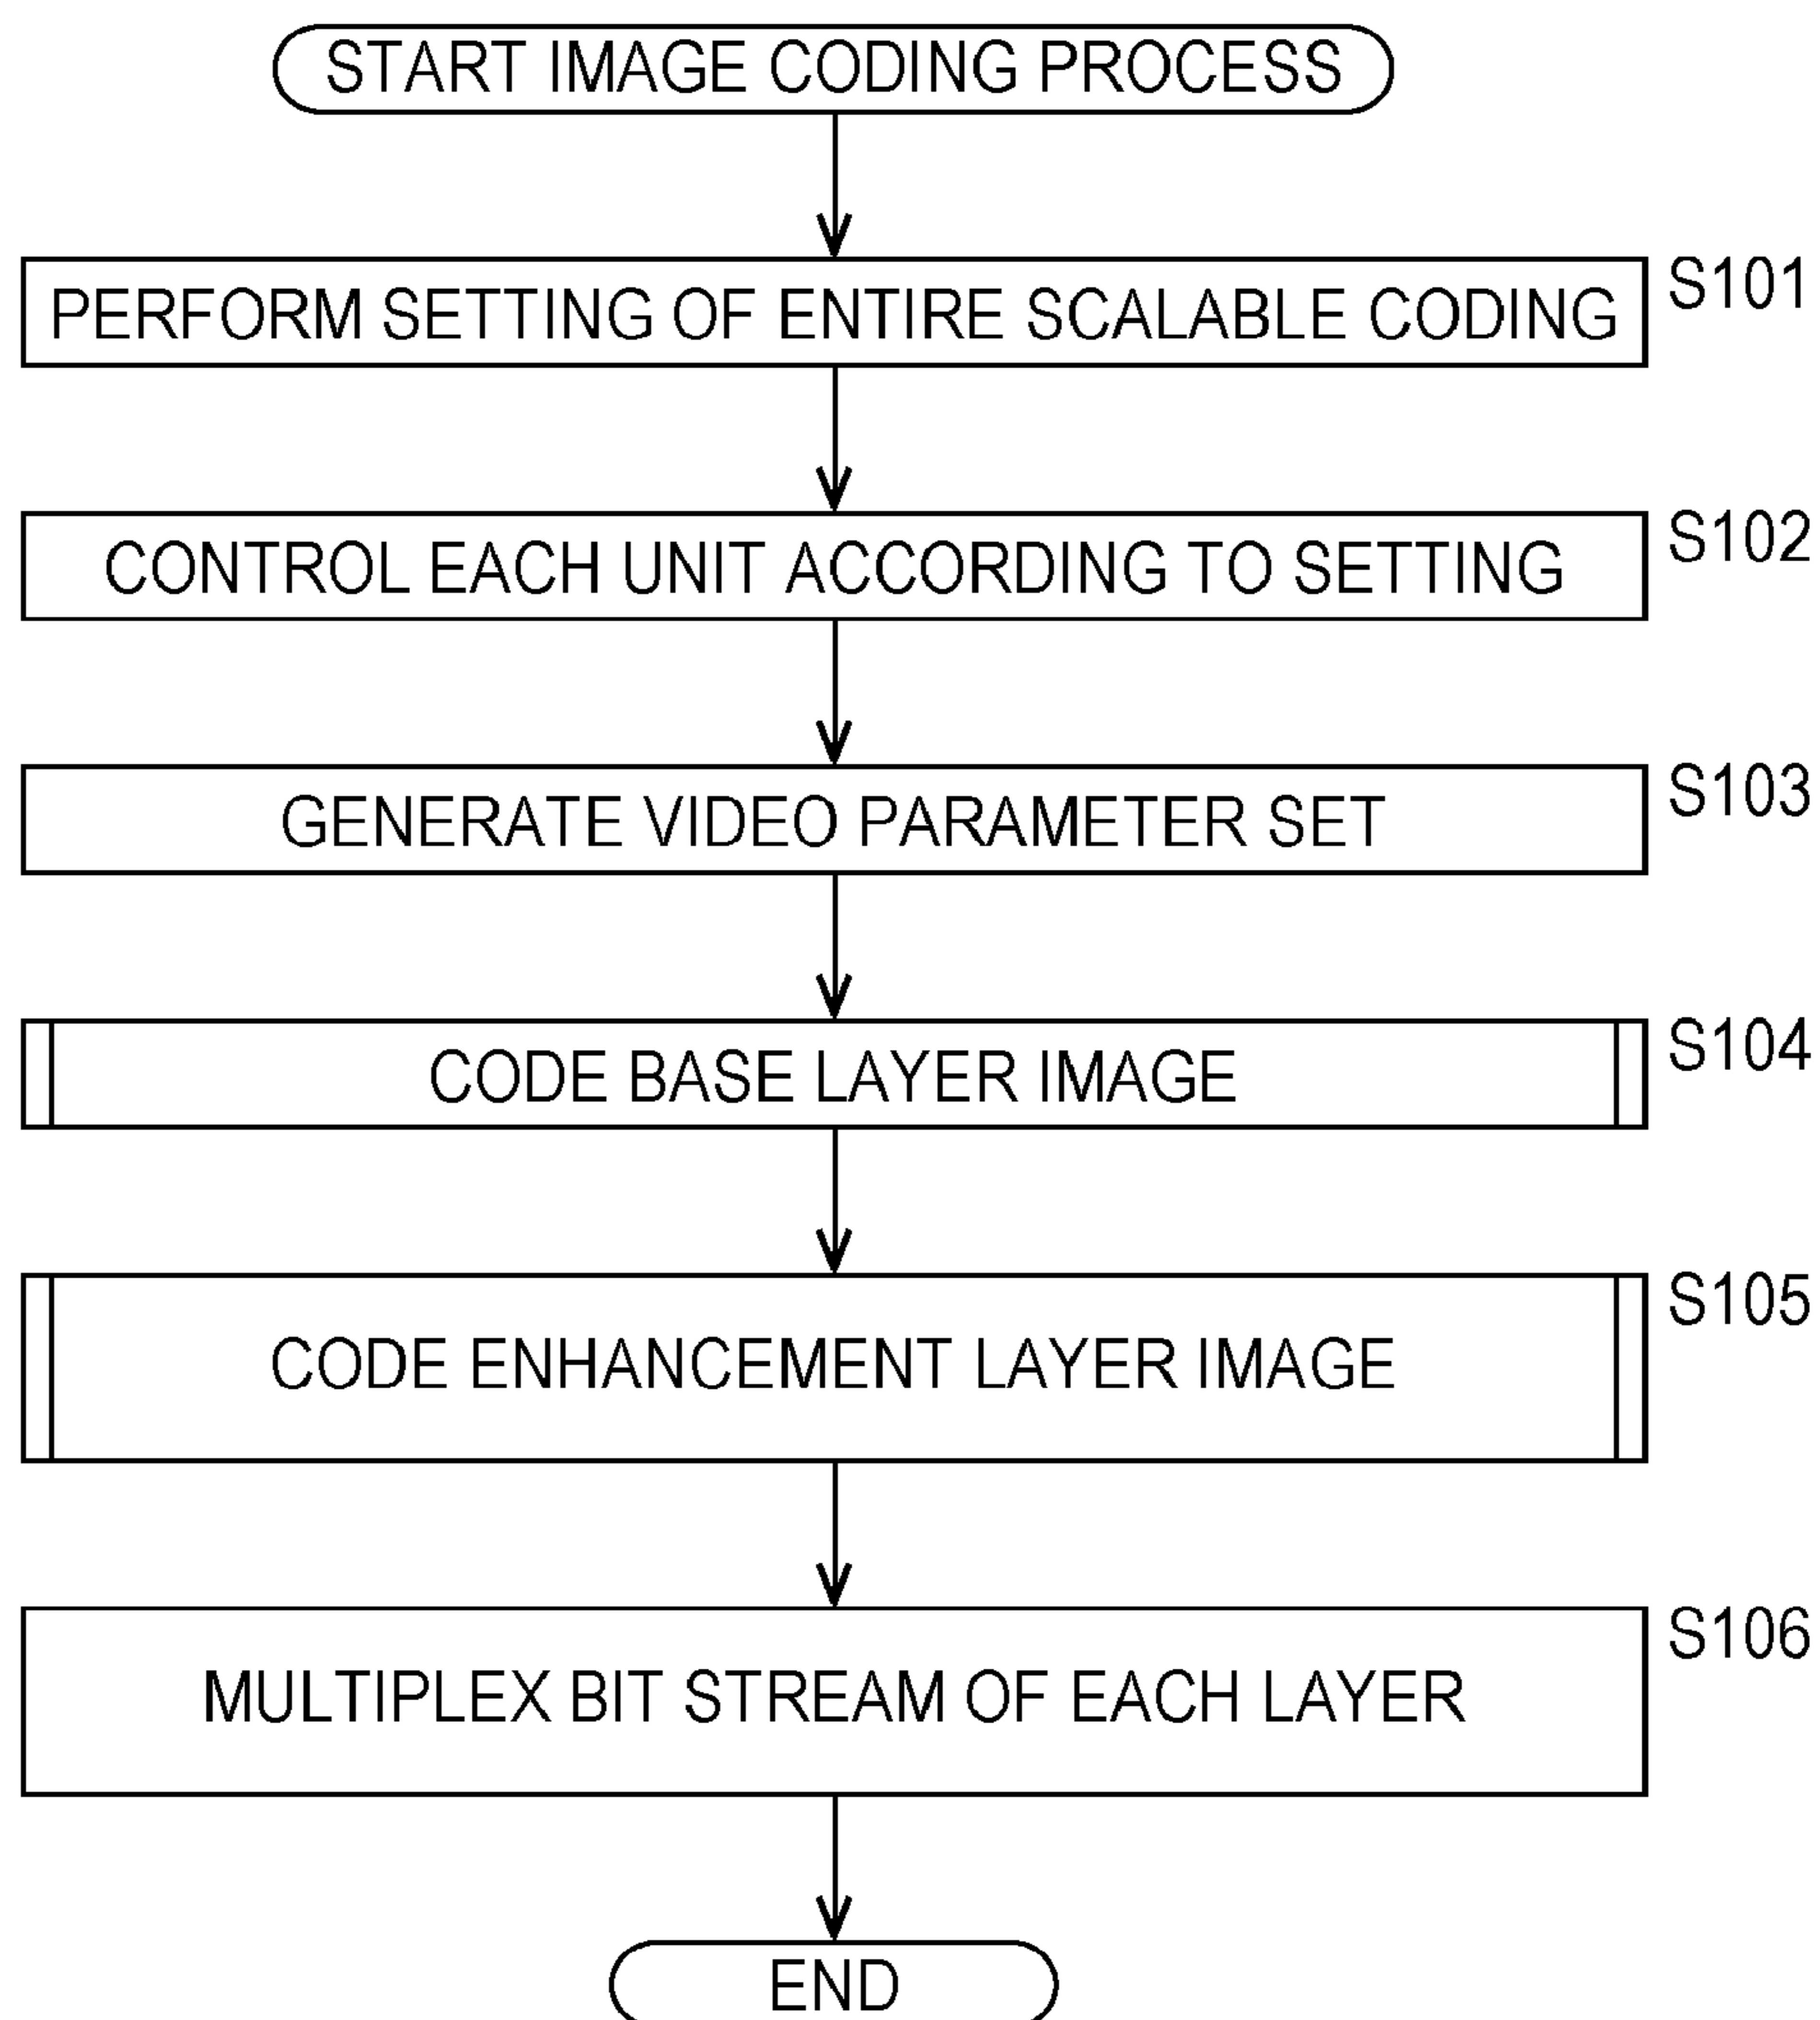 START IMAGE CODING PROCESS
S101
PERFORM SETTING OF ENTIRE SCALABLE CODING
S102
CONTROL EACH UNIT ACCORDING TO SETTING
S103
GENERATE VIDEO PARAMETER SET
S104
CODE BASE LAYER IMAGE
S105
CODE ENHANCEMENT LAYER IMAGE
S106
MULTIPLEX BIT STREAM OF EACH LAYER
END